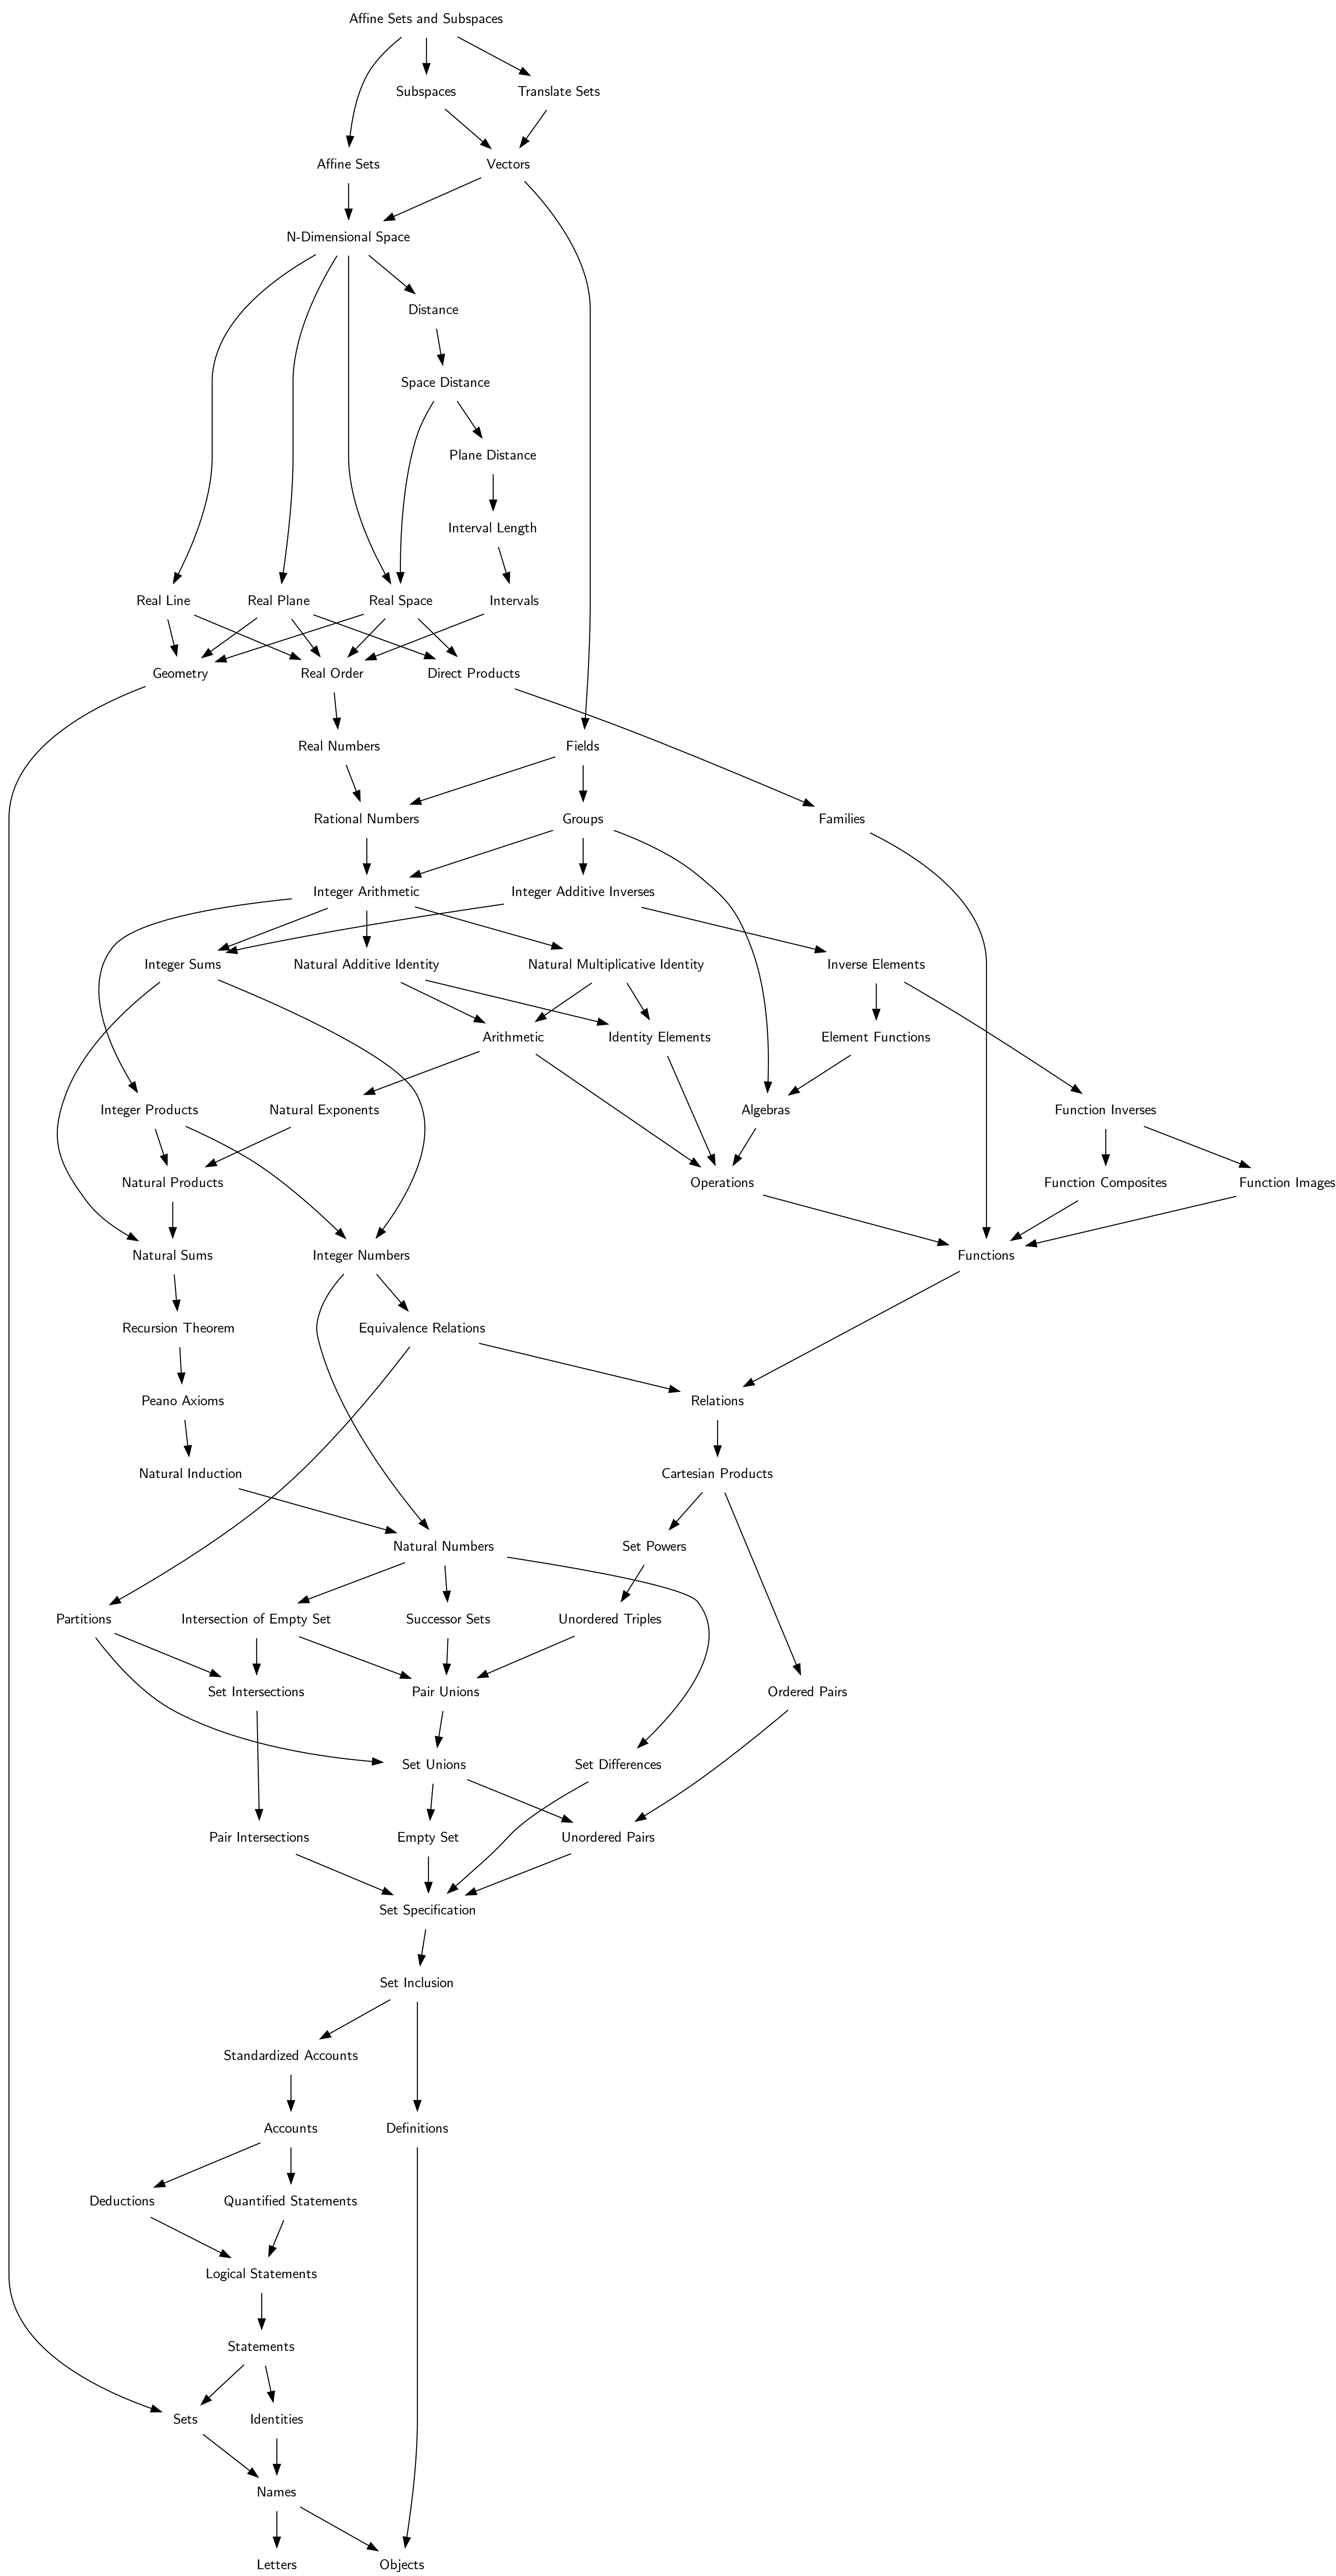 Affine Sets and Subspaces
Subspaces
Translate Sets
Affine Sets
Vectors
N-Dimensional Space
Distance
Space Distance
Plane Distance
Interval Length
Real Line
Real Plane
Real Space
Intervals
Geometry
Real Order
Direct Products
Real Numbers
Fields
Rational Numbers
Groups
Families
Integer Arithmetic
Integer Additive Inverses
Integer Sums
Natural Additive Identity
Natural Multiplicative Identity
Inverse Elements
Arithmetic
Identity Elements
Element Functions
Integer Products
Natural Exponents
Algebras
Function Inverses
Natural Products
Operations
Function Composites
Function Images
Natural Sums
Integer Numbers
Functions
Recursion Theorem
Equivalence Relations
Peano Axioms
Relations
Natural Induction
Cartesian Products
Natural Numbers
Set Powers
Partitions
Intersection of Empty Set
Successor Sets
Unordered Triples
Set Intersections
Pair Unions
Ordered Pairs
Set Unions
Set Differences
Pair Intersections
Empty Set
Unordered Pairs
Set Specification
Set Inclusion
Standardized Accounts
Accounts
Definitions
Deductions
Quantified Statements
Logical Statements
Statements
Sets
Identities
Names
Letters
Objects